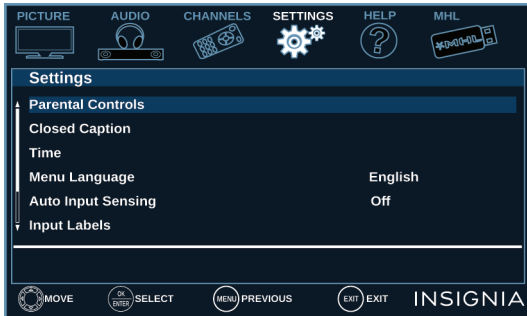 PICTURE AUDIO CHANNELS SETTINGS HELP MHL
MHL
Settings
Parental Controls
Closed Caption
Time
Menu Language English
Auto Input Sensing Off
Input Labels
MOVE OK ENTER SELECT MENU PREVIOUS EXIT EXIT INSIGNIA